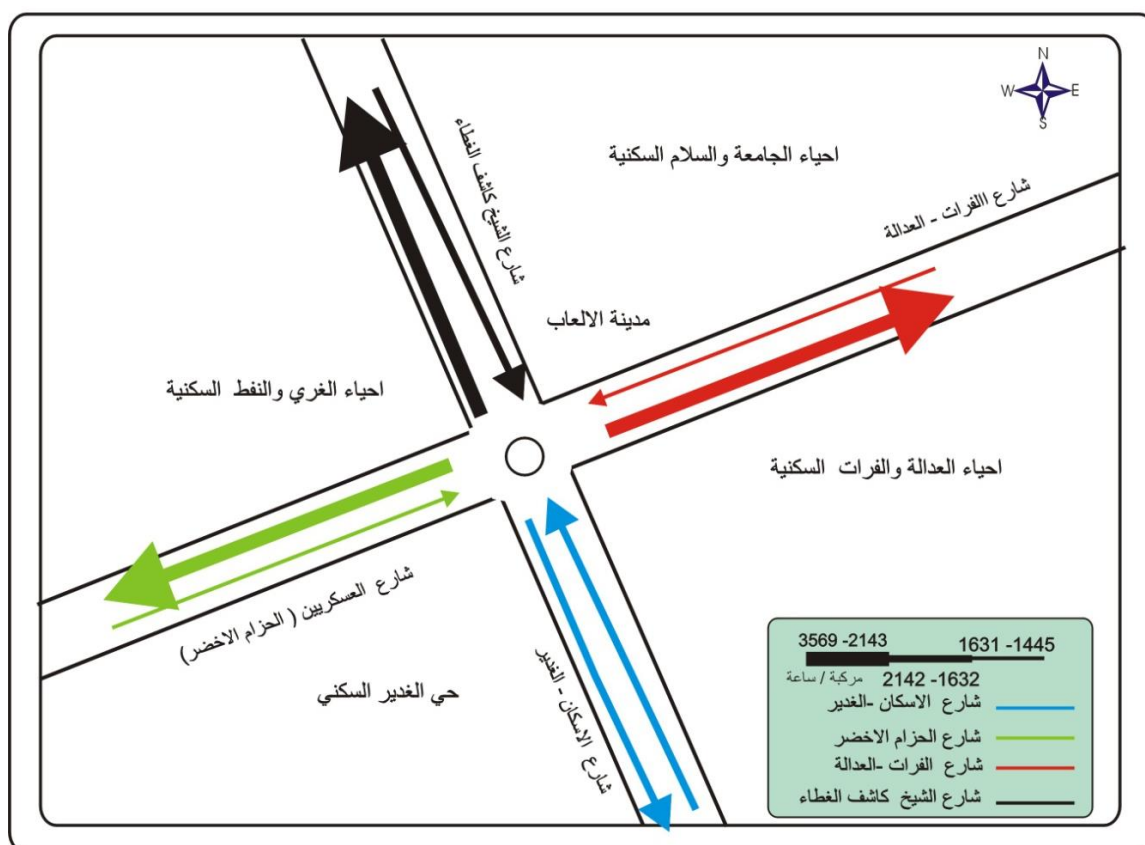 N
W E
S
احياء الجامعة والسلام السكنية
شارع الشيخ كاشف الغطاء
شارع االفرات - العدالة
مدينة الالعاب
احياء الغري والنفط السكنية
احياء العدالة والفرات السكنية
شارع العسكريين ( الحزام الاخضر)
حي الغدير السكني
شارع الاسكان - الغدير
3569 -2143 1631 -1445
مركبة / ساعة 2142 -1632
شارع الاسكان -الغدير
شارع الحزام الاخضر
شارع الفرات -العدالة
شارع الشيخ كاشف الغطاء